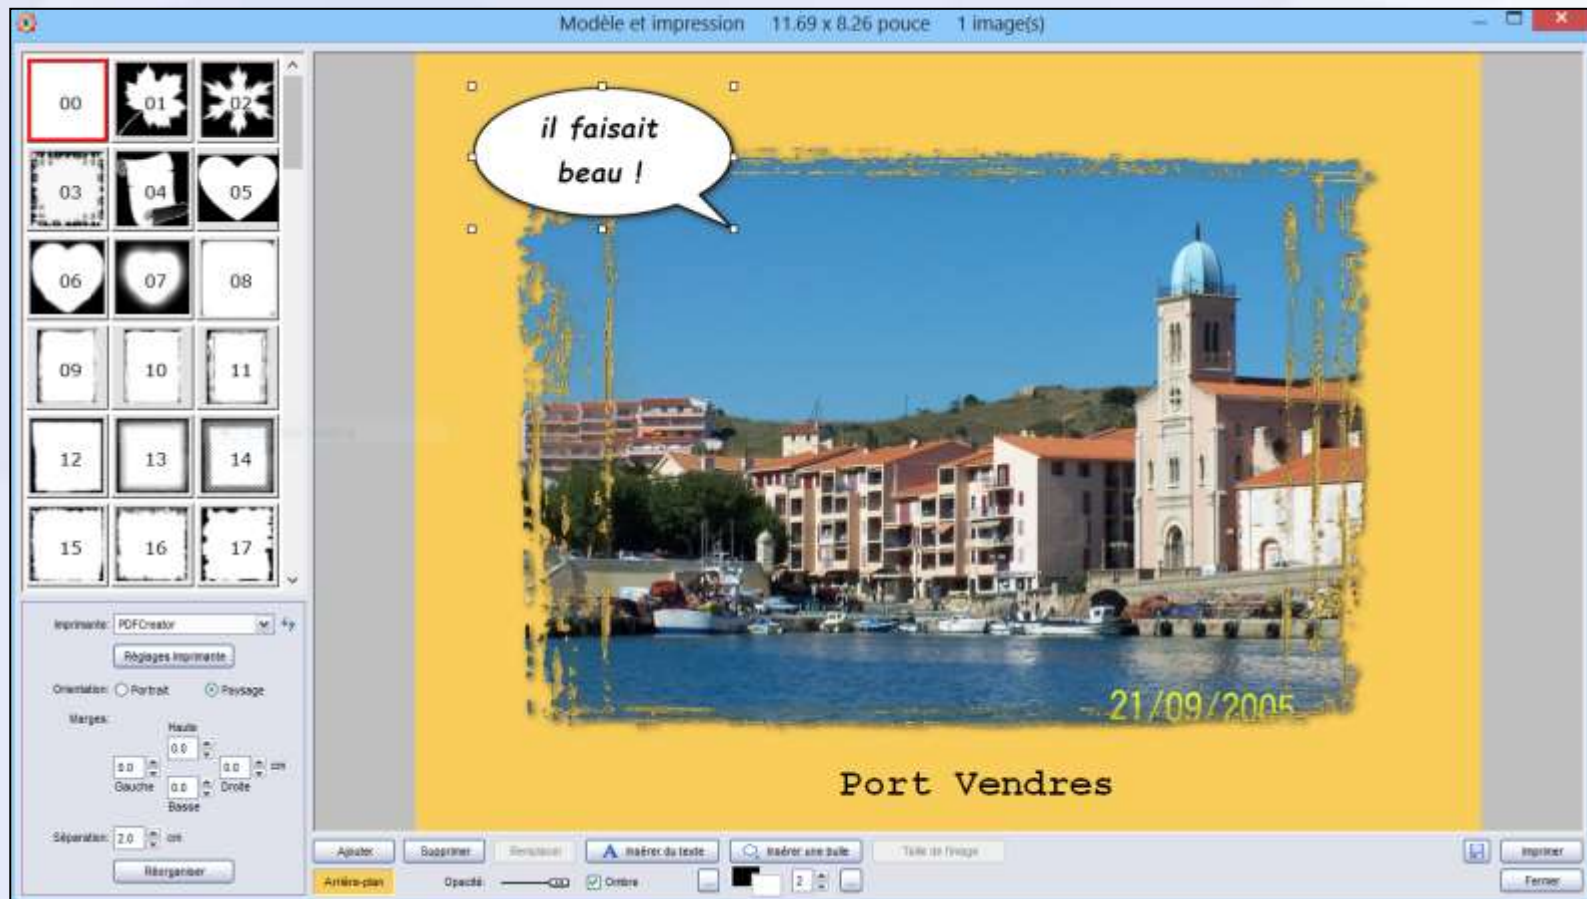 Modèle et impression 11.69 x 8.26 pouce 1 image(s)
00 01 02
03 04 05
06 07 08
09 10 11
12 13 14
15 16 17
il faisait
beau !
21/09/2005
Port Vendres
Imprimante: PDFCreator
Réglages imprimante
Orientation: Portrait Paysage
Marges:
Haute
0.0
0.0 0.0 cm
Gauche 0.0 Droite
Basse
Séparation: 2.0 cm
Réorganiser
Ajouter Supprimer Remplacer Insérer du texte Insérer une bulle Taille de l'image
Imprimer
Arrière-plan Opacité: Ombre ... 2 ...
Fermer